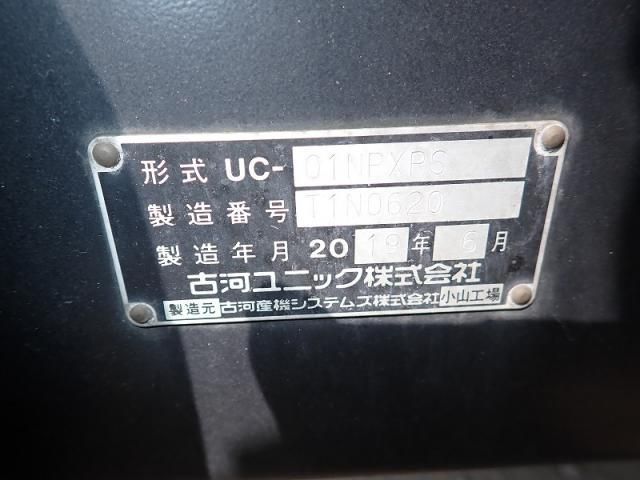 形式 UC-01NPXPS
製造番号 T1N0620
製造年月 2019年 6月
古河ユニック株式会社
製造元 古河産機システムズ株式会社 小山工場